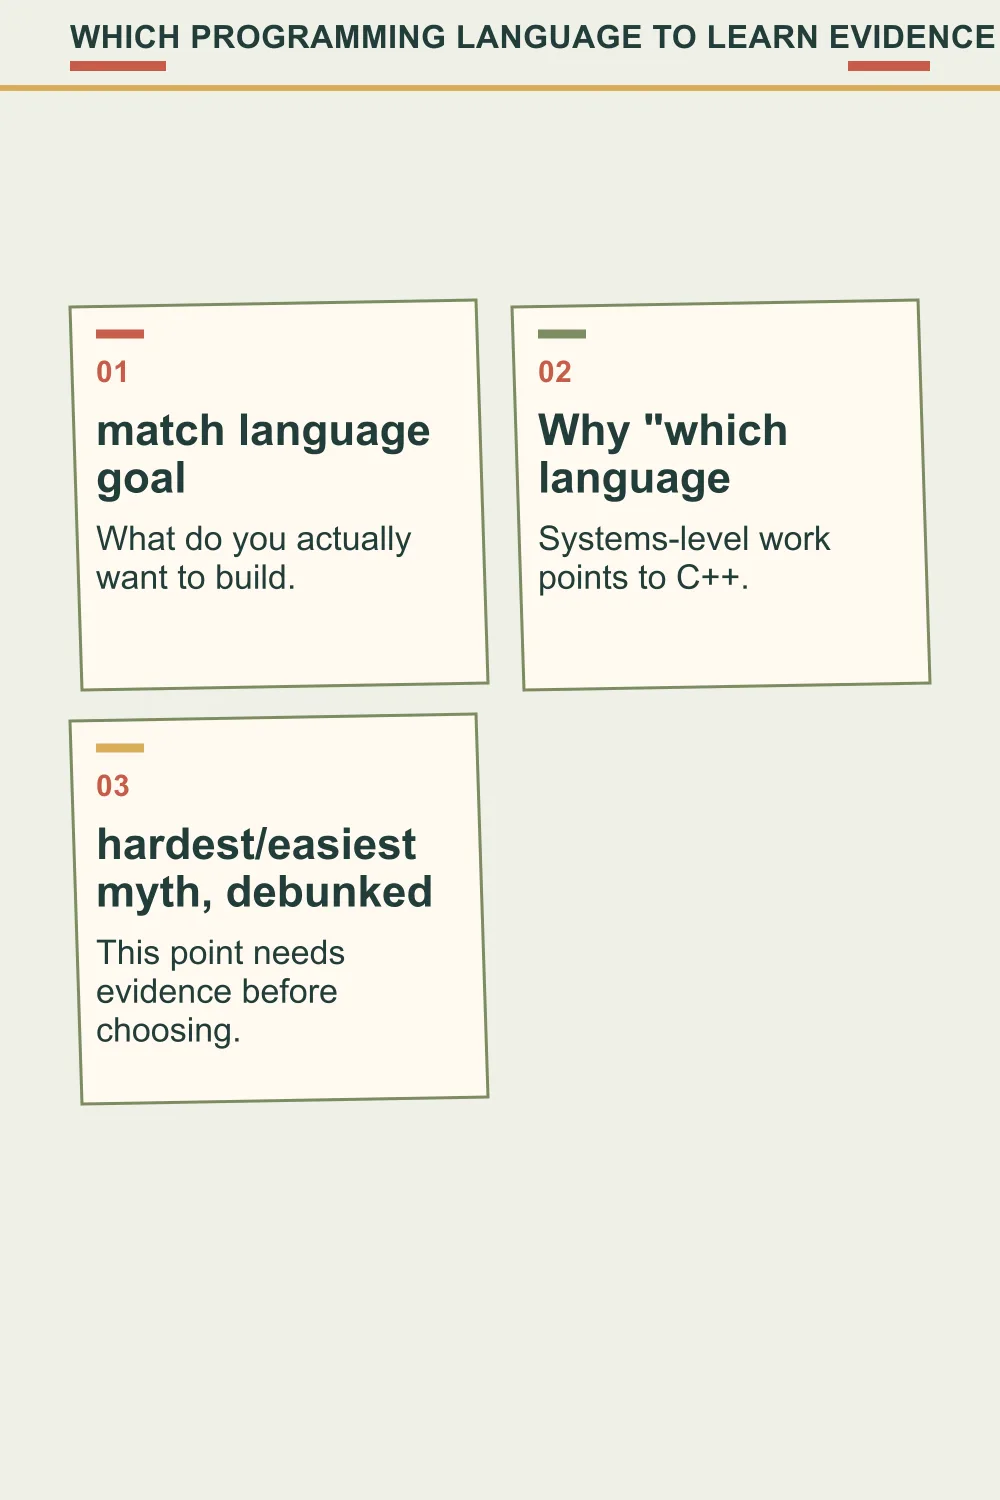 WHICH PROGRAMMING LANGUAGE TO LEARN EVIDENCE
01
match language
goal
What do you actually
want to build.
02
Why "which
language
Systems-level work
points to C++.
03
hardest/easiest
myth, debunked
This point needs
evidence before
choosing.